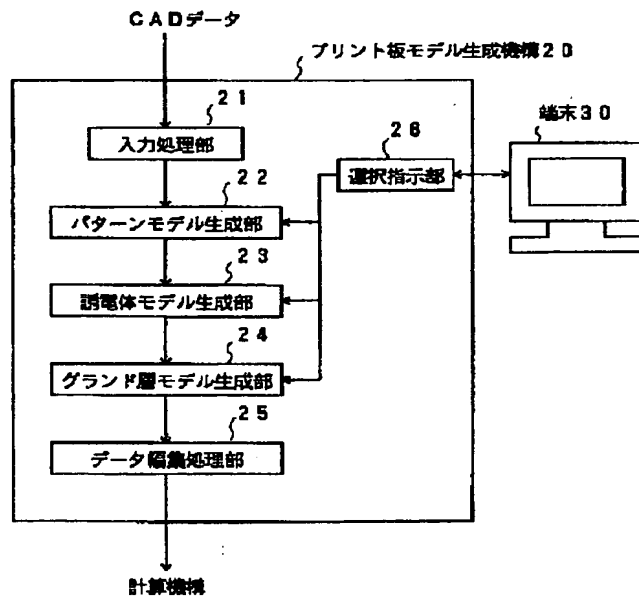 CADデータ
プリント板モデル生成機構20
21
入力処理部
端末30
26
選択指示部
22
パターンモデル生成部
23
誘電体モデル生成部
24
グランド層モデル生成部
25
データ編集処理部
計算機構